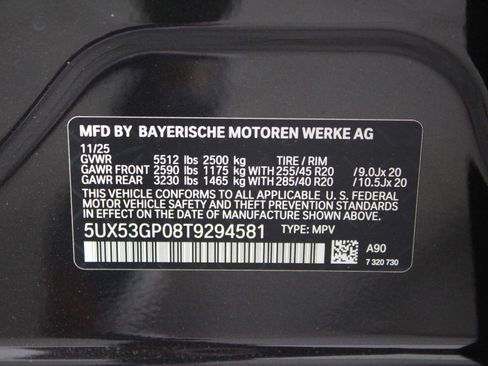 MFD BY BAYERISCHE MOTOREN WERKE AG
11/25
GVWR 5512 lbs 2500 kg TIRE / RIM
GAWR FRONT 2590 lbs 1175 kg WITH 255/45 R20 /9.0Jx 20
GAWR REAR 3230 lbs 1465 kg WITH 285/40 R20 /10.5Jx 20
THIS VEHICLE CONFORMS TO ALL APPLICABLE U.S. FEDERAL
MOTOR VEHICLE SAFETY STANDARDS IN EFFECT ON
THE DATE OF MANUFACTURE SHOWN ABOVE.
5UX53GP08T9294581 TYPE: MPV
A90
7 320 730